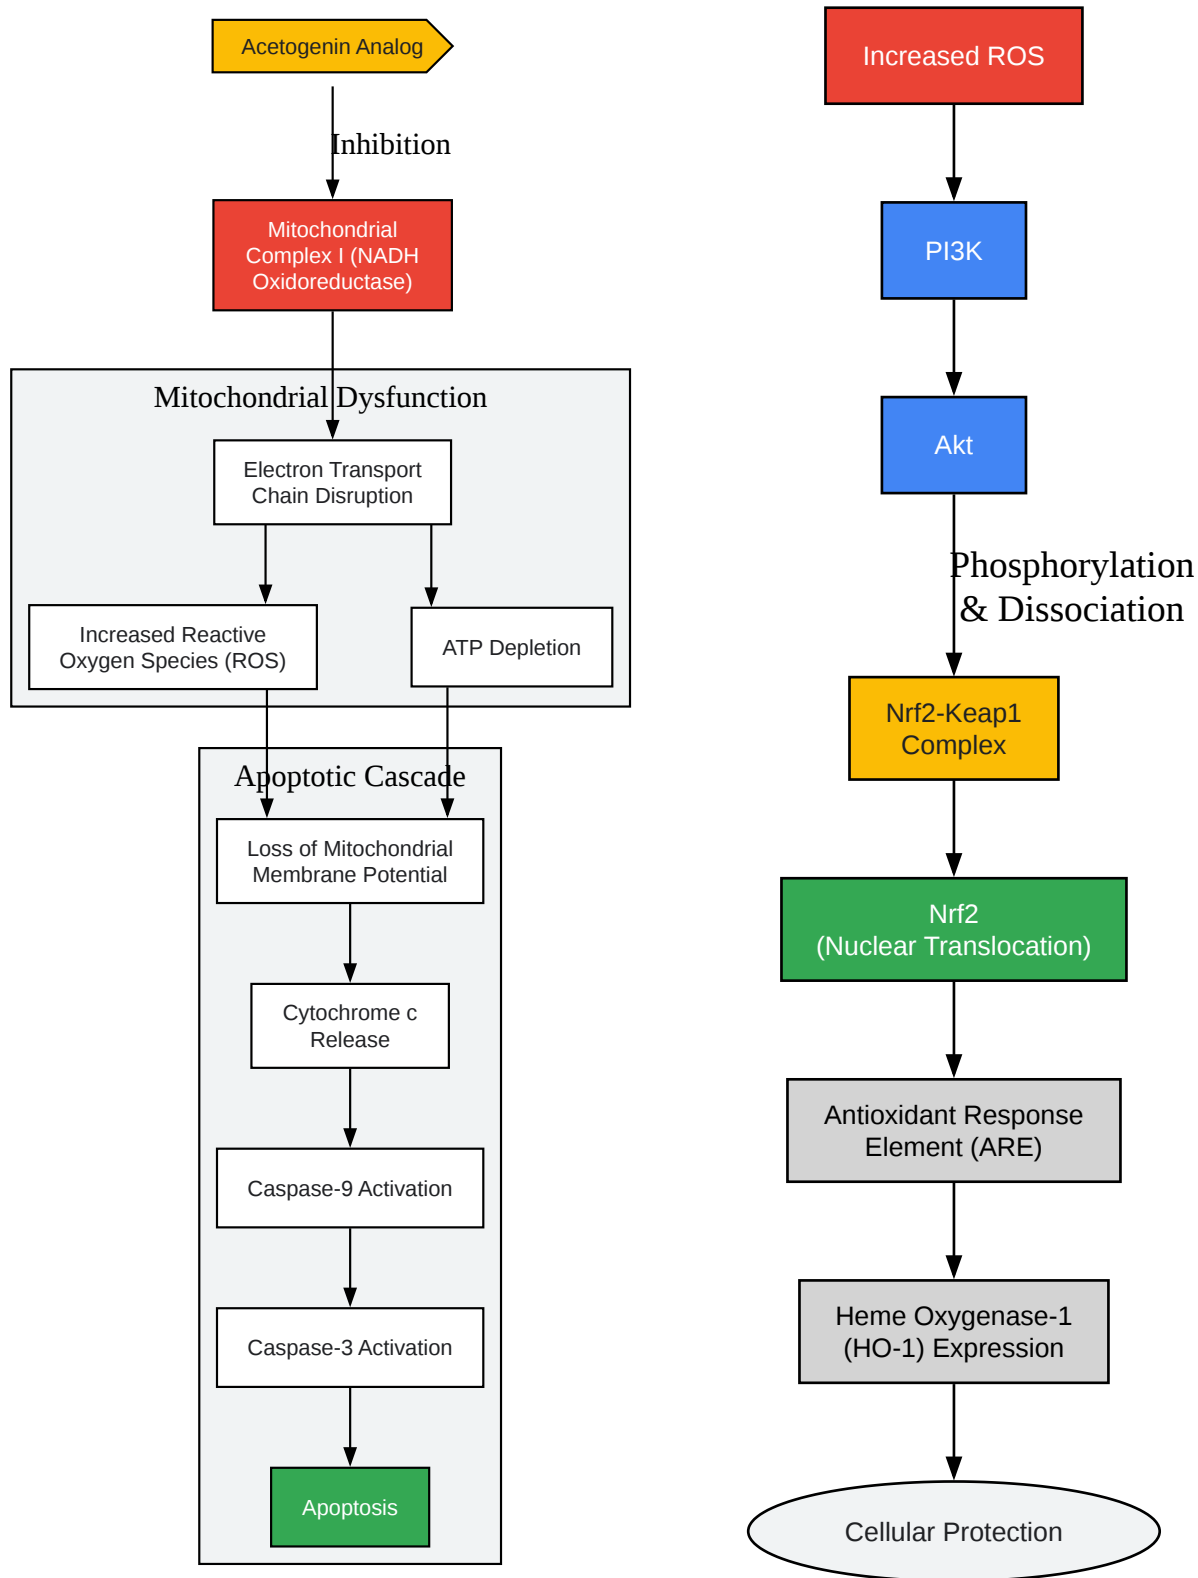 Acetogenin Analog
Inhibition
Mitochondrial
Complex I (NADH
Oxidoreductase)
Mitochondrial Dysfunction
Electron Transport
Chain Disruption
Increased Reactive
Oxygen Species (ROS)
ATP Depletion
Apoptotic Cascade
Loss of Mitochondrial
Membrane Potential
Cytochrome c
Release
Caspase-9 Activation
Caspase-3 Activation
Apoptosis
Increased ROS
PI3K
Akt
Phosphorylation
& Dissociation
Nrf2-Keap1
Complex
Nrf2
(Nuclear Translocation)
Antioxidant Response
Element (ARE)
Heme Oxygenase-1
(HO-1) Expression
Cellular Protection